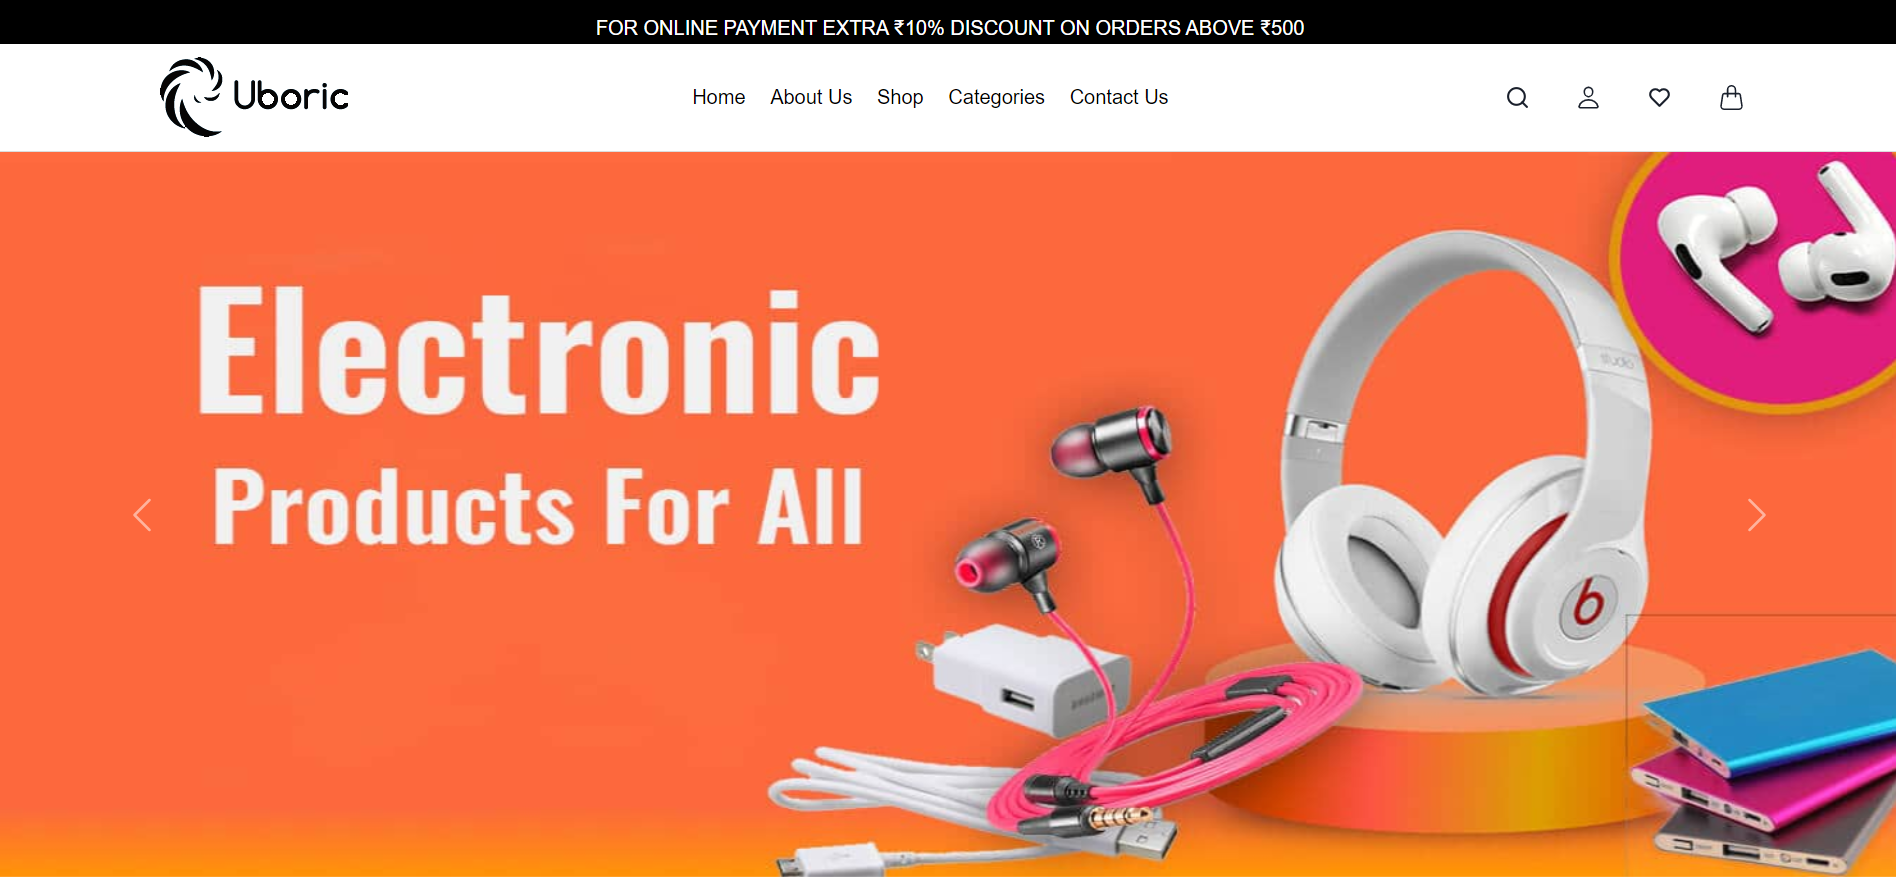 FOR ONLINE PAYMENT EXTRA ₹10% DISCOUNT ON ORDERS ABOVE ₹500
Uboric
Home About Us Shop Categories Contact Us
Electronic
Products For All
studio
b